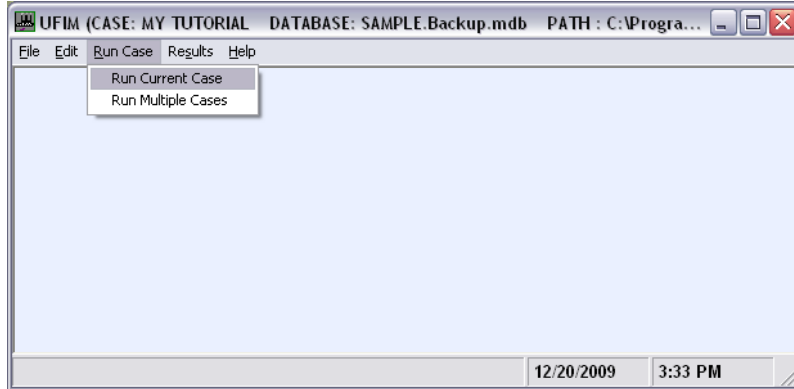 UFIM (CASE: MY TUTORIAL DATABASE: SAMPLE.Backup.mdb PATH : C:\Progra...
File Edit Run Case Results Help
Run Current Case
Run Multiple Cases
12/20/2009 3:33 PM